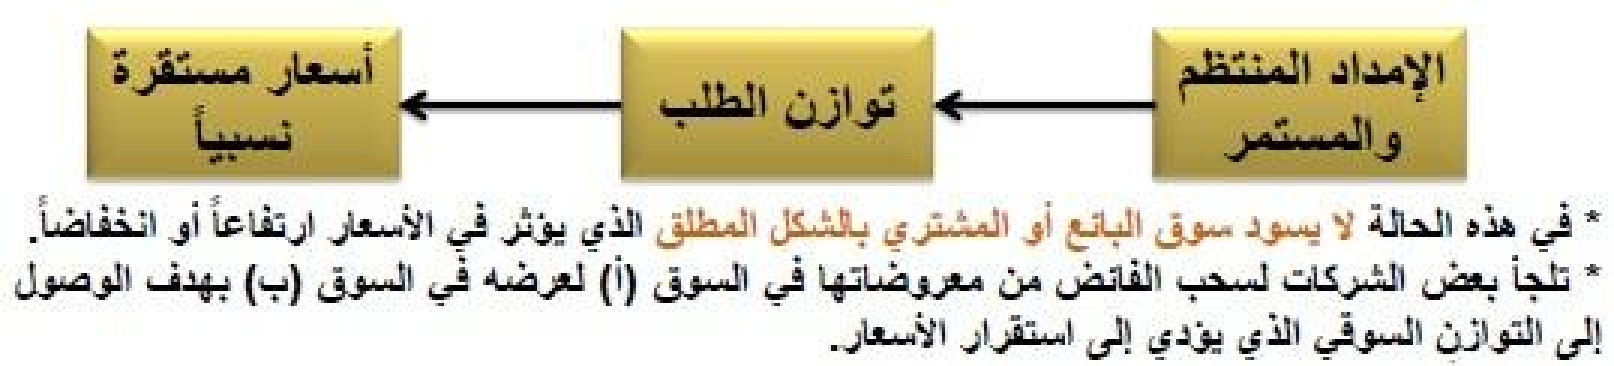 الإمداد المنتظم
والمستمر
توازن الطلب
أسعار مستقرة
نسبياً
* في هذه الحالة لا يسود سوق البائع أو المشتري بالشكل المطلق الذي يؤثر في الأسعار ارتفاعاً أو انخفاضاً.
* تلجأ بعض الشركات لسحب الفائض من معروضاتها في السوق (أ) لعرضه في السوق (ب) بهدف الوصول
إلى التوازن السوقي الذي يؤدي إلى استقرار الأسعار.